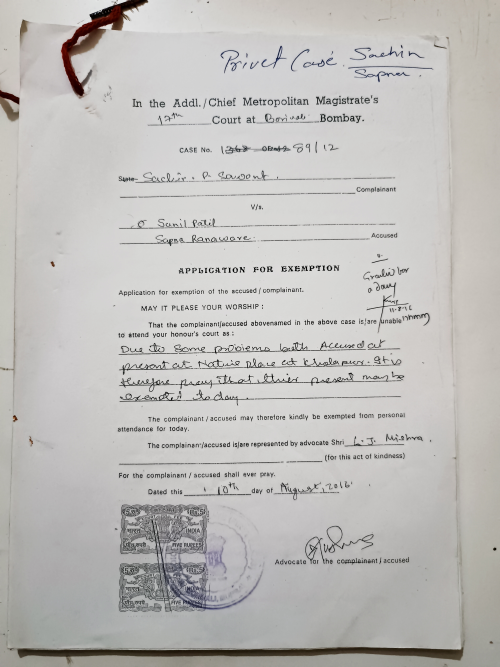 Privet Case. Sachin
Sapna.
In the Addl./Chief Metropolitan Magistrate's
17th Court at Borivali Bombay.
CASE No. 89/12
State Sachin. P. Sawant.
Complainant
V/s.
Sunil Patil
Sapna Ranaware
Accused
APPLICATION FOR EXEMPTION
Application for exemption of the accused / complainant.
Granted for
a day
11-8-16
MAY IT PLEASE YOUR WORSHIP :
That the complainant/accused abovenamed in the above case is/are unable
to attend your honour's court as :
Due to some problems both Accused at
present at Native place at Kholapur. It is
therefore pray that thier present may be
exempted today.
The complainant / accused may therefore kindly be exempted from personal
attendance for today.
The complainant/accused is/are represented by advocate Shri L. J. Mishra.
(for this act of kindness)
For the complainant / accused shall ever pray.
Dated this 10th day of August, 2016
INDIA
FIVE RUPEES
FIVE RUPEES
Advocate for the complainant / accused